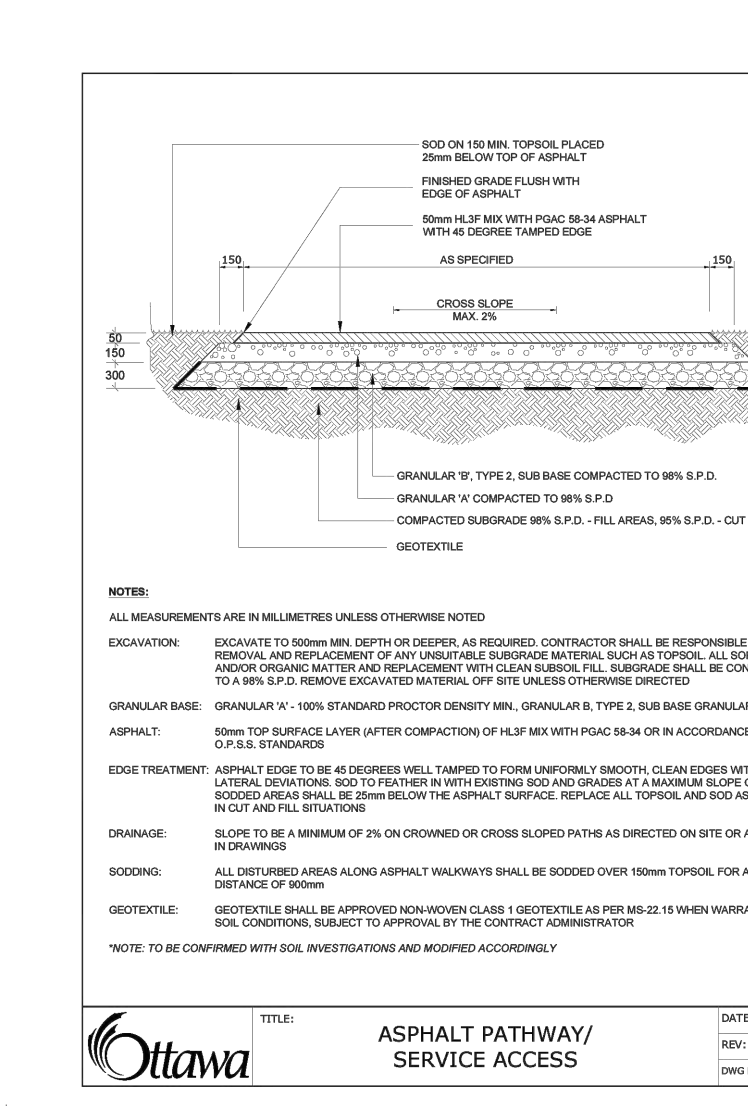 SOD ON 150 MIN. TOPSOIL PLACED
25mm BELOW TOP OF ASPHALT
FINISHED GRADE FLUSH WITH
EDGE OF ASPHALT
50mm HL3F MIX WITH PGAC 58-34 ASPHALT
WITH 45 DEGREE TAMPED EDGE
150 AS SPECIFIED 150
CROSS SLOPE
MAX. 2%
50
150
300
GRANULAR 'B', TYPE 2, SUB BASE COMPACTED TO 98% S.P.D.
GRANULAR 'A' COMPACTED TO 98% S.P.D
COMPACTED SUBGRADE 98% S.P.D. - FILL AREAS, 95% S.P.D. - CUT
GEOTEXTILE
NOTES:
ALL MEASUREMENTS ARE IN MILLIMETRES UNLESS OTHERWISE NOTED
EXCAVATION: EXCAVATE TO 500mm MIN. DEPTH OR DEEPER, AS REQUIRED. CONTRACTOR SHALL BE RESPONSIBLE
REMOVAL AND REPLACEMENT OF ANY UNSUITABLE SUBGRADE MATERIAL SUCH AS TOPSOIL. ALL
AND/OR ORGANIC MATTER AND REPLACEMENT WITH CLEAN SUBSOIL FILL. SUBGRADE SHALL BE
TO A 98% S.P.D. REMOVE EXCAVATED MATERIAL OFF SITE UNLESS OTHERWISE DIRECTED
GRANULAR BASE: GRANULAR 'A' - 100% STANDARD PROCTOR DENSITY MIN., GRANULAR B, TYPE 2, SUB BASE GRANULAR
ASPHALT: 50mm TOP SURFACE LAYER (AFTER COMPACTION) OF HL3F MIX WITH PGAC 58-34 OR IN ACCORDANCE
O.P.S.S. STANDARDS
EDGE TREATMENT: ASPHALT EDGE TO BE 45 DEGREES WELL TAMPED TO FORM UNIFORMLY SMOOTH, CLEAN EDGES
LATERAL DEVIATIONS. SOD TO FEATHER IN WITH EXISTING SOD AND GRADES AT A MAXIMUM SLOPE
SODDED AREAS SHALL BE 25mm BELOW THE ASPHALT SURFACE. REPLACE ALL TOPSOIL AND SOD AS
IN CUT AND FILL SITUATIONS
DRAINAGE: SLOPE TO BE A MINIMUM OF 2% ON CROWNED OR CROSS SLOPED PATHS AS DIRECTED ON SITE OR
IN DRAWINGS
SODDING: ALL DISTURBED AREAS ALONG ASPHALT WALKWAYS SHALL BE SODDED OVER 150mm TOPSOIL FOR A
DISTANCE OF 900mm
GEOTEXTILE: GEOTEXTILE SHALL BE APPROVED NON-WOVEN CLASS 1 GEOTEXTILE AS PER MS-22.15 WHEN
SOIL CONDITIONS, SUBJECT TO APPROVAL BY THE CONTRACT ADMINISTRATOR
*NOTE: TO BE CONFIRMED WITH SOIL INVESTIGATIONS AND MODIFIED ACCORDINGLY
Ottawa
TITLE:
ASPHALT PATHWAY/
SERVICE ACCESS
DATE
REV:
DWG